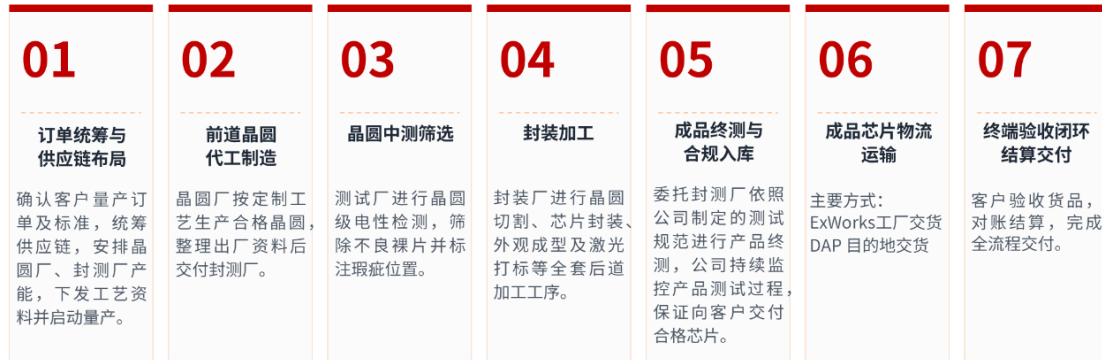 01
订单统筹与
供应链布局
确认客户量产订
单及标准，统筹
供应链，安排晶
圆厂、封测厂产
能，下发工艺资
料并启动量产。
02
前道晶圆
代工制造
晶圆厂按定制工
艺生产合格晶圆，
整理出厂资料后
交付封测厂。
03
晶圆中测筛选
测试厂进行晶圆
级电性检测，筛
除不良裸片并标
注瑕疵位置。
04
封装加工
封装厂进行晶圆
切割、芯片封装、
外观成型及激光
打标等全套后道
加工工序。
05
成品终测与
合规入库
委托封测厂依照
公司制定的测试
规范进行产品终
测，公司持续监
控产品测试过程，
保证向客户交付
合格芯片。
06
成品芯片物流
运输
主要方式：
ExWorks工厂交货
DAP 目的地交货
07
终端验收闭环
结算交付
客户验收货品，
对账结算，完成
全流程交付。